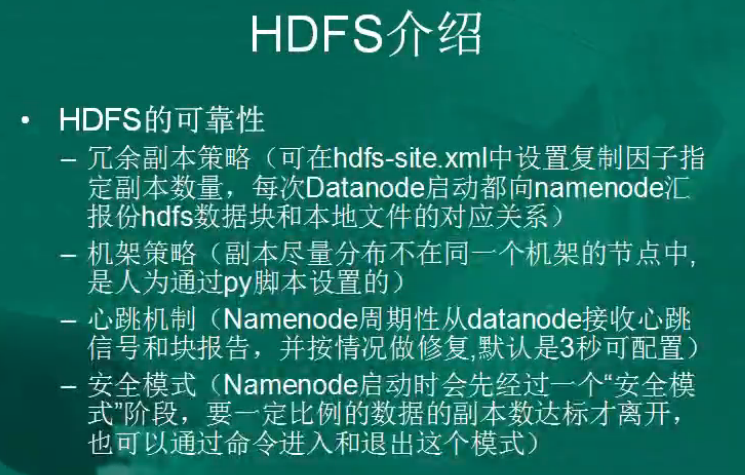 HDFS介绍
• HDFS的可靠性
– 冗余副本策略（可在hdfs-site.xml中设置复制因子指
定副本数量，每次Datanode启动都向namenode汇
报份hdfs数据块和本地文件的对应关系）
– 机架策略（副本尽量分布不在同一个机架的节点中,
是人为通过py脚本设置的）
– 心跳机制（Namenode周期性从datanode接收心跳
信号和块报告，并按情况做修复,默认是3秒可配置）
– 安全模式（Namenode启动时会先经过一个“安全模
式”阶段，要一定比例的数据的副本数达标才离开，
也可以通过命令进入和退出这个模式）